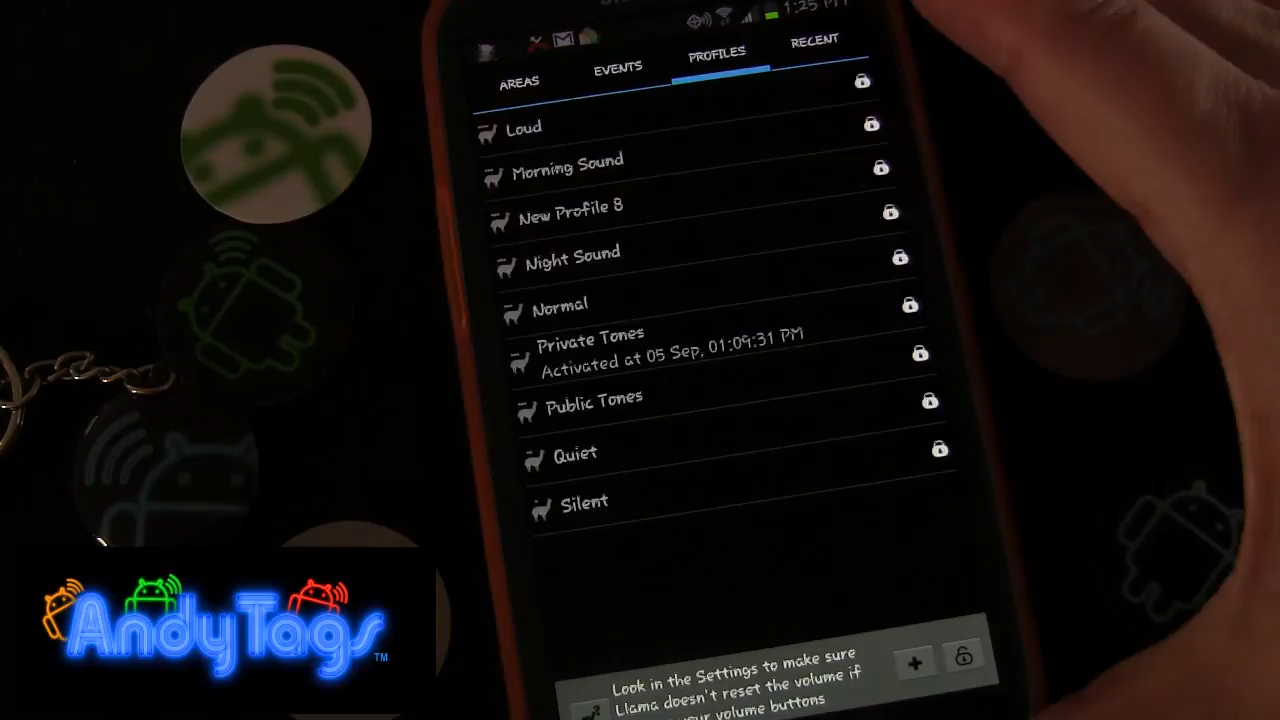 1:25 PM
AREAS
EVENTS
PROFILES
RECENT
Loud
Morning Sound
New Profile 8
Night Sound
Normal
Private Tones
Activated at 05 Sep, 01:09:31 PM
Public Tones
Quiet
Silent
Look in the Settings to make sure
Llama doesn't reset the volume if
your volume buttons
AndyTags™